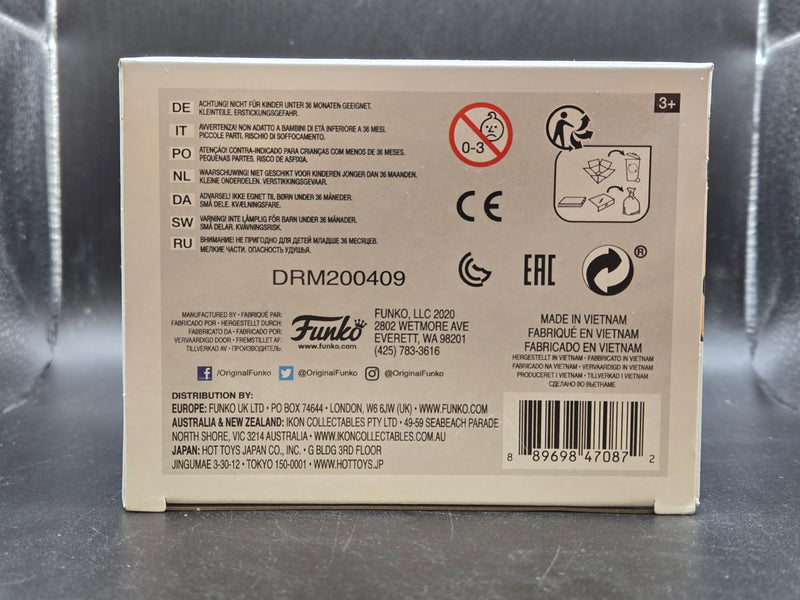 DE ACHTUNG! NICHT FÜR KINDER UNTER 36 MONATEN GEEIGNET.
KLEINTEILE. ERSTICKUNGSGEFAHR.
IT AVVERTENZA! NON ADATTO A BAMBINI DI ETÀ INFERIORE A 36 MESI.
PICCOLE PARTI. RISCHIO DI SOFFOCAMENTO.
PO ATENÇÃO! CONTRA-INDICADO PARA CRIANÇAS COM MENOS DE 36 MESES.
PEQUENAS PARTES. RISCO DE ASFIXIA.
NL WAARSCHUWING! NIET GESCHIKT VOOR KINDEREN JONGER DAN 36 MAANDEN.
KLEINE ONDERDELEN. VERSTIKKINGSGEVAAR.
DA ADVARSEL! IKKE EGNET TIL BØRN UNDER 36 MÅNEDER.
SMÅ DELE. KVÆLNINGSFARE.
SW VARNING! INTE LÄMPLIG FÖR BARN UNDER 36 MÅNADER.
SMÅ DELAR. KVÄVNINGSRISK.
RU ВНИМАНИЕ! НЕ ПРИГОДНО ДЛЯ ДЕТЕЙ МЛАДШЕ 36 МЕСЯЦЕВ.
МЕЛКИЕ ЧАСТИ. ОПАСНОСТЬ УДУШЬЯ.
0-3
3+
CE
EAC
®
DRM200409
MANUFACTURED BY • FABRIQUÉ PAR:
FABRICADO POR • HERGESTELLT DURCH:
FABBRICATO DA • FABRICADO POR:
VERVAARDIGD DOOR • FREMSTILLET AF:
TILLVERKAD AV • ПРОИЗВОДИТЕЛЬ:
Funko
www.funko.com
FUNKO, LLC 2020
2802 WETMORE AVE
EVERETT, WA 98201
(425) 783-3616
MADE IN VIETNAM
FABRIQUÉ EN VIETNAM
FABRICADO EN VIETNAM
HERGESTELLT IN VIETNAM • FABBRICATO IN VIETNAM
FABRICADO NA VIETNAM • VERVAARDIGD IN VIETNAM
PRODUCERET I VIETNAM • TILLVERKAD I VIETNAM
СДЕЛАНО ВО ВЬЕТНАМЕ
/OriginalFunko @OriginalFunko @OriginalFunko
DISTRIBUTION BY:
EUROPE: FUNKO UK LTD • PO BOX 74644 • LONDON, W6 6JW (UK) • WWW.FUNKO.COM
AUSTRALIA & NEW ZEALAND: IKON COLLECTABLES PTY LTD • 49-59 SEABEACH PARADE
NORTH SHORE, VIC 3214 AUSTRALIA • WWW.IKONCOLLECTABLES.COM.AU
JAPAN: HOT TOYS JAPAN CO., INC. • G BLDG 3RD FLOOR
JINGUMAE 3-30-12 • TOKYO 150-0001 • WWW.HOTTOYS.JP
8 89698 47087 2